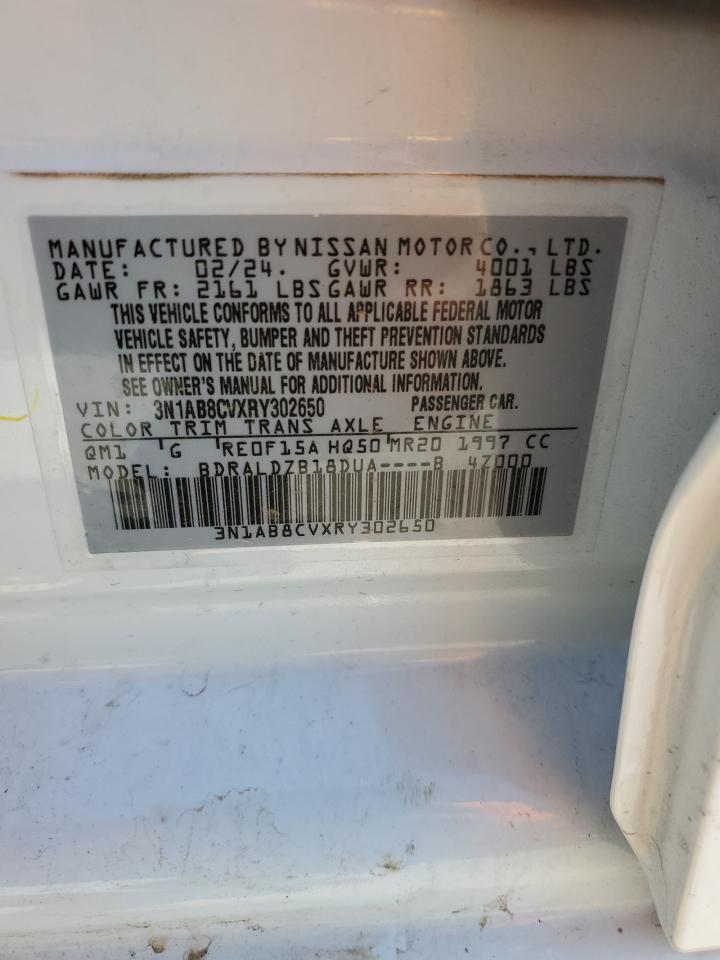 MANUFACTURED BY NISSAN MOTOR CO., LTD.
DATE: 02/24. GVWR: 4001 LBS
GAWR FR: 2161 LBS GAWR RR: 1863 LBS
THIS VEHICLE CONFORMS TO ALL APPLICABLE FEDERAL MOTOR
VEHICLE SAFETY, BUMPER AND THEFT PREVENTION STANDARDS
IN EFFECT ON THE DATE OF MANUFACTURE SHOWN ABOVE.
SEE OWNER'S MANUAL FOR ADDITIONAL INFORMATION.
VIN: 3N1AB8CVXRY302650 PASSENGER CAR.
COLOR TRIM TRANS AXLE ENGINE
QM1 G RE0F15A HQ50 MR20 1997 CC
MODEL: BDRALDZB18DUA----B 4Z000
3N1AB8CVXRY302650